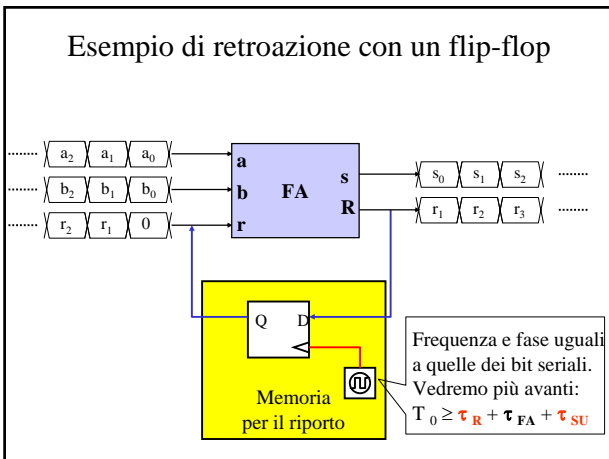 Esempio di retroazione con un flip-flop
........ a2 a1 a0 a
........ b2 b1 b0 b
........ r2 r1 0 r
FA
s s0 s1 s2 ........
R r1 r2 r3 ........
Q D
Memoria
per il riporto
Frequenza e fase uguali
a quelle dei bit seriali.
Vedremo più avanti:
T0 ≥ τR + τFA + τSU